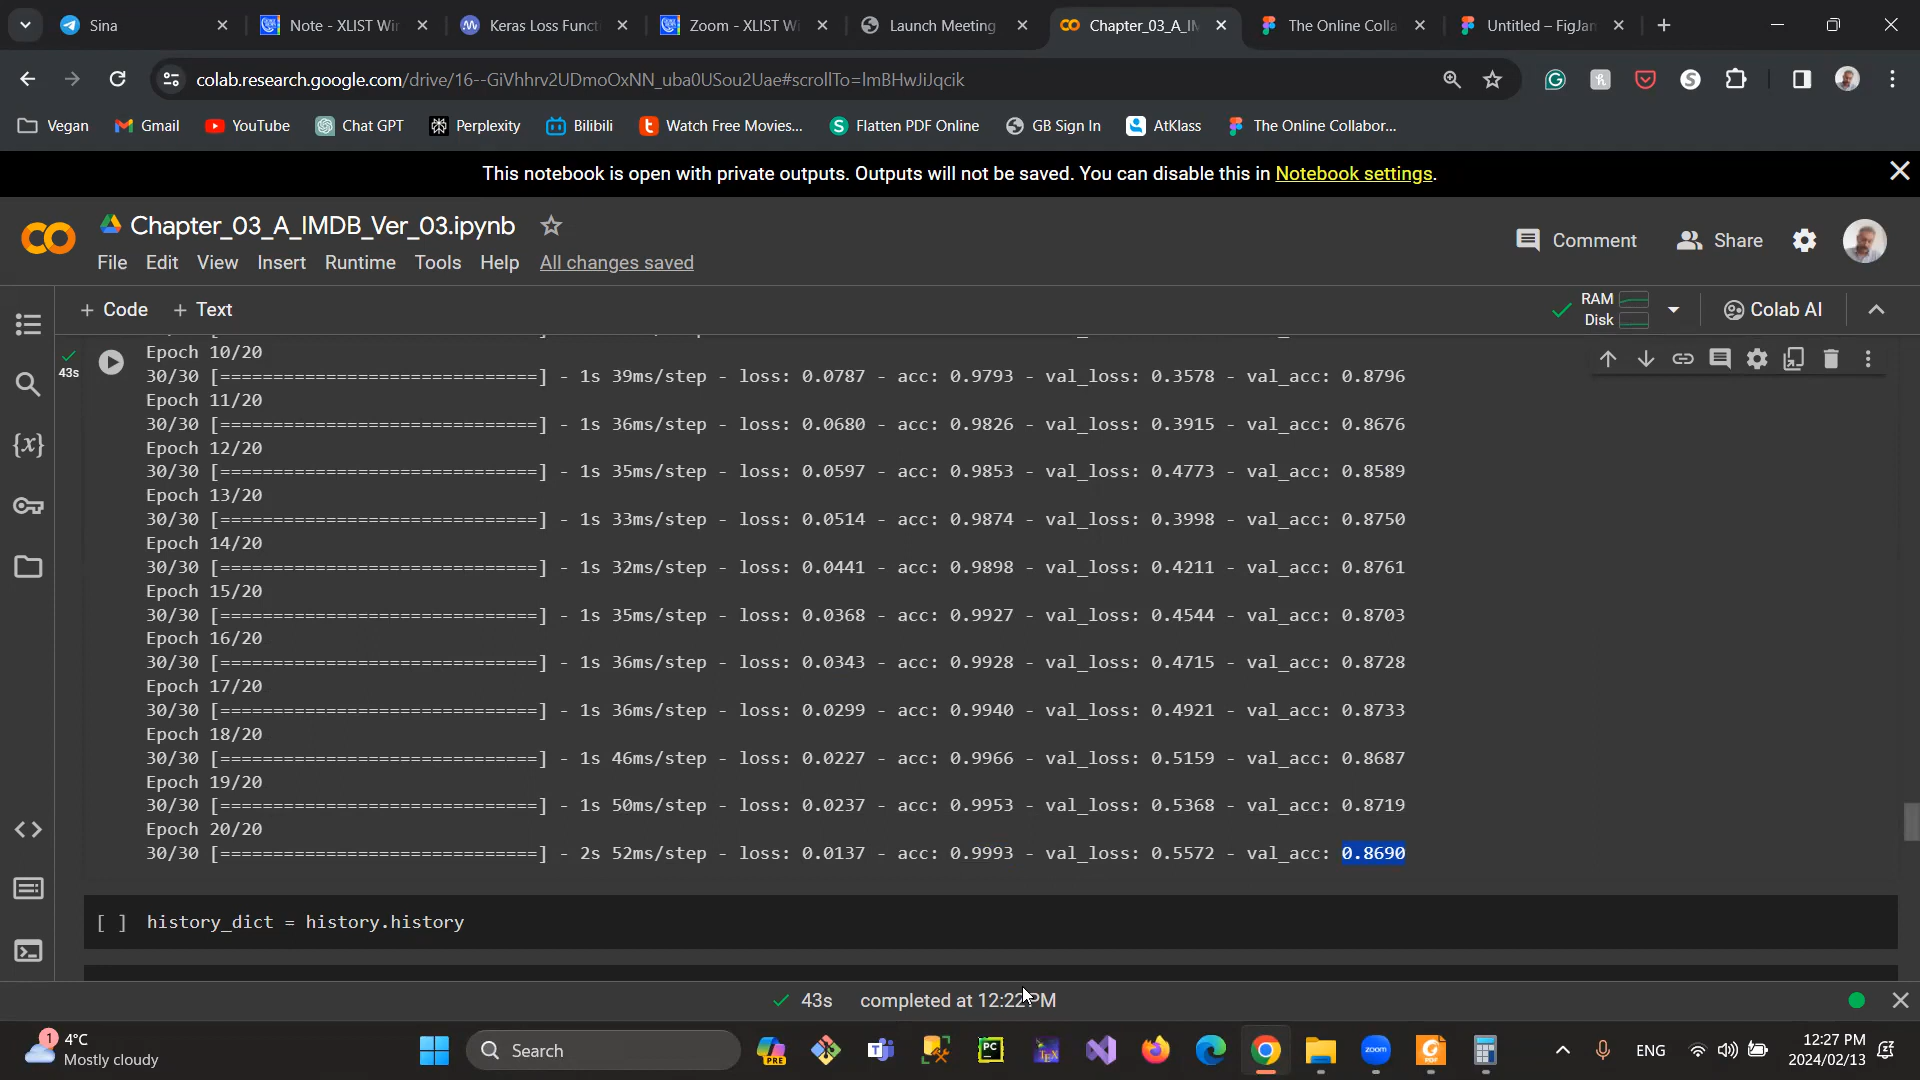 Sina
Note - XLIST Wi
Keras Loss Funct
Zoom - XLIST W
Launch Meeting
Chapter_03_A_I
The Online Colla
Untitled – FigJan
colab.research.google.com/drive/16--GiVhhrv2UDmoOxNN_uba0USou2Uae#scrollTo=lmBHwJiJqcik
Vegan
Gmail
YouTube
Chat GPT
Perplexity
Bilibili
Watch Free Movies...
Flatten PDF Online
GB Sign In
AtKlass
The Online Collabor...
This notebook is open with private outputs. Outputs will not be saved. You can disable this in Notebook settings.
Chapter_03_A_IMDB_Ver_03.ipynb
Comment
Share
File Edit View Insert Runtime Tools Help All changes saved
+ Code + Text
RAM
Disk
Colab AI
43s
Epoch 10/20
30/30 [==============================] - 1s 39ms/step - loss: 0.0787 - acc: 0.9793 - val_loss: 0.3578 - val_acc: 0.8796
Epoch 11/20
30/30 [==============================] - 1s 36ms/step - loss: 0.0680 - acc: 0.9826 - val_loss: 0.3915 - val_acc: 0.8676
Epoch 12/20
30/30 [==============================] - 1s 35ms/step - loss: 0.0597 - acc: 0.9853 - val_loss: 0.4773 - val_acc: 0.8589
Epoch 13/20
30/30 [==============================] - 1s 33ms/step - loss: 0.0514 - acc: 0.9874 - val_loss: 0.3998 - val_acc: 0.8750
Epoch 14/20
30/30 [==============================] - 1s 32ms/step - loss: 0.0441 - acc: 0.9898 - val_loss: 0.4211 - val_acc: 0.8761
Epoch 15/20
30/30 [==============================] - 1s 35ms/step - loss: 0.0368 - acc: 0.9927 - val_loss: 0.4544 - val_acc: 0.8703
Epoch 16/20
30/30 [==============================] - 1s 36ms/step - loss: 0.0343 - acc: 0.9928 - val_loss: 0.4715 - val_acc: 0.8728
Epoch 17/20
30/30 [==============================] - 1s 36ms/step - loss: 0.0299 - acc: 0.9940 - val_loss: 0.4921 - val_acc: 0.8733
Epoch 18/20
30/30 [==============================] - 1s 46ms/step - loss: 0.0227 - acc: 0.9966 - val_loss: 0.5159 - val_acc: 0.8687
Epoch 19/20
30/30 [==============================] - 1s 50ms/step - loss: 0.0237 - acc: 0.9953 - val_loss: 0.5368 - val_acc: 0.8719
Epoch 20/20
30/30 [==============================] - 2s 52ms/step - loss: 0.0137 - acc: 0.9993 - val_loss: 0.5572 - val_acc: 0.8690
[ ] history_dict = history.history
43s completed at 12:22 PM
1
4°C
Mostly cloudy
Search
PRE
PC
TEX
zoom
ENG
12:27 PM
2024/02/13